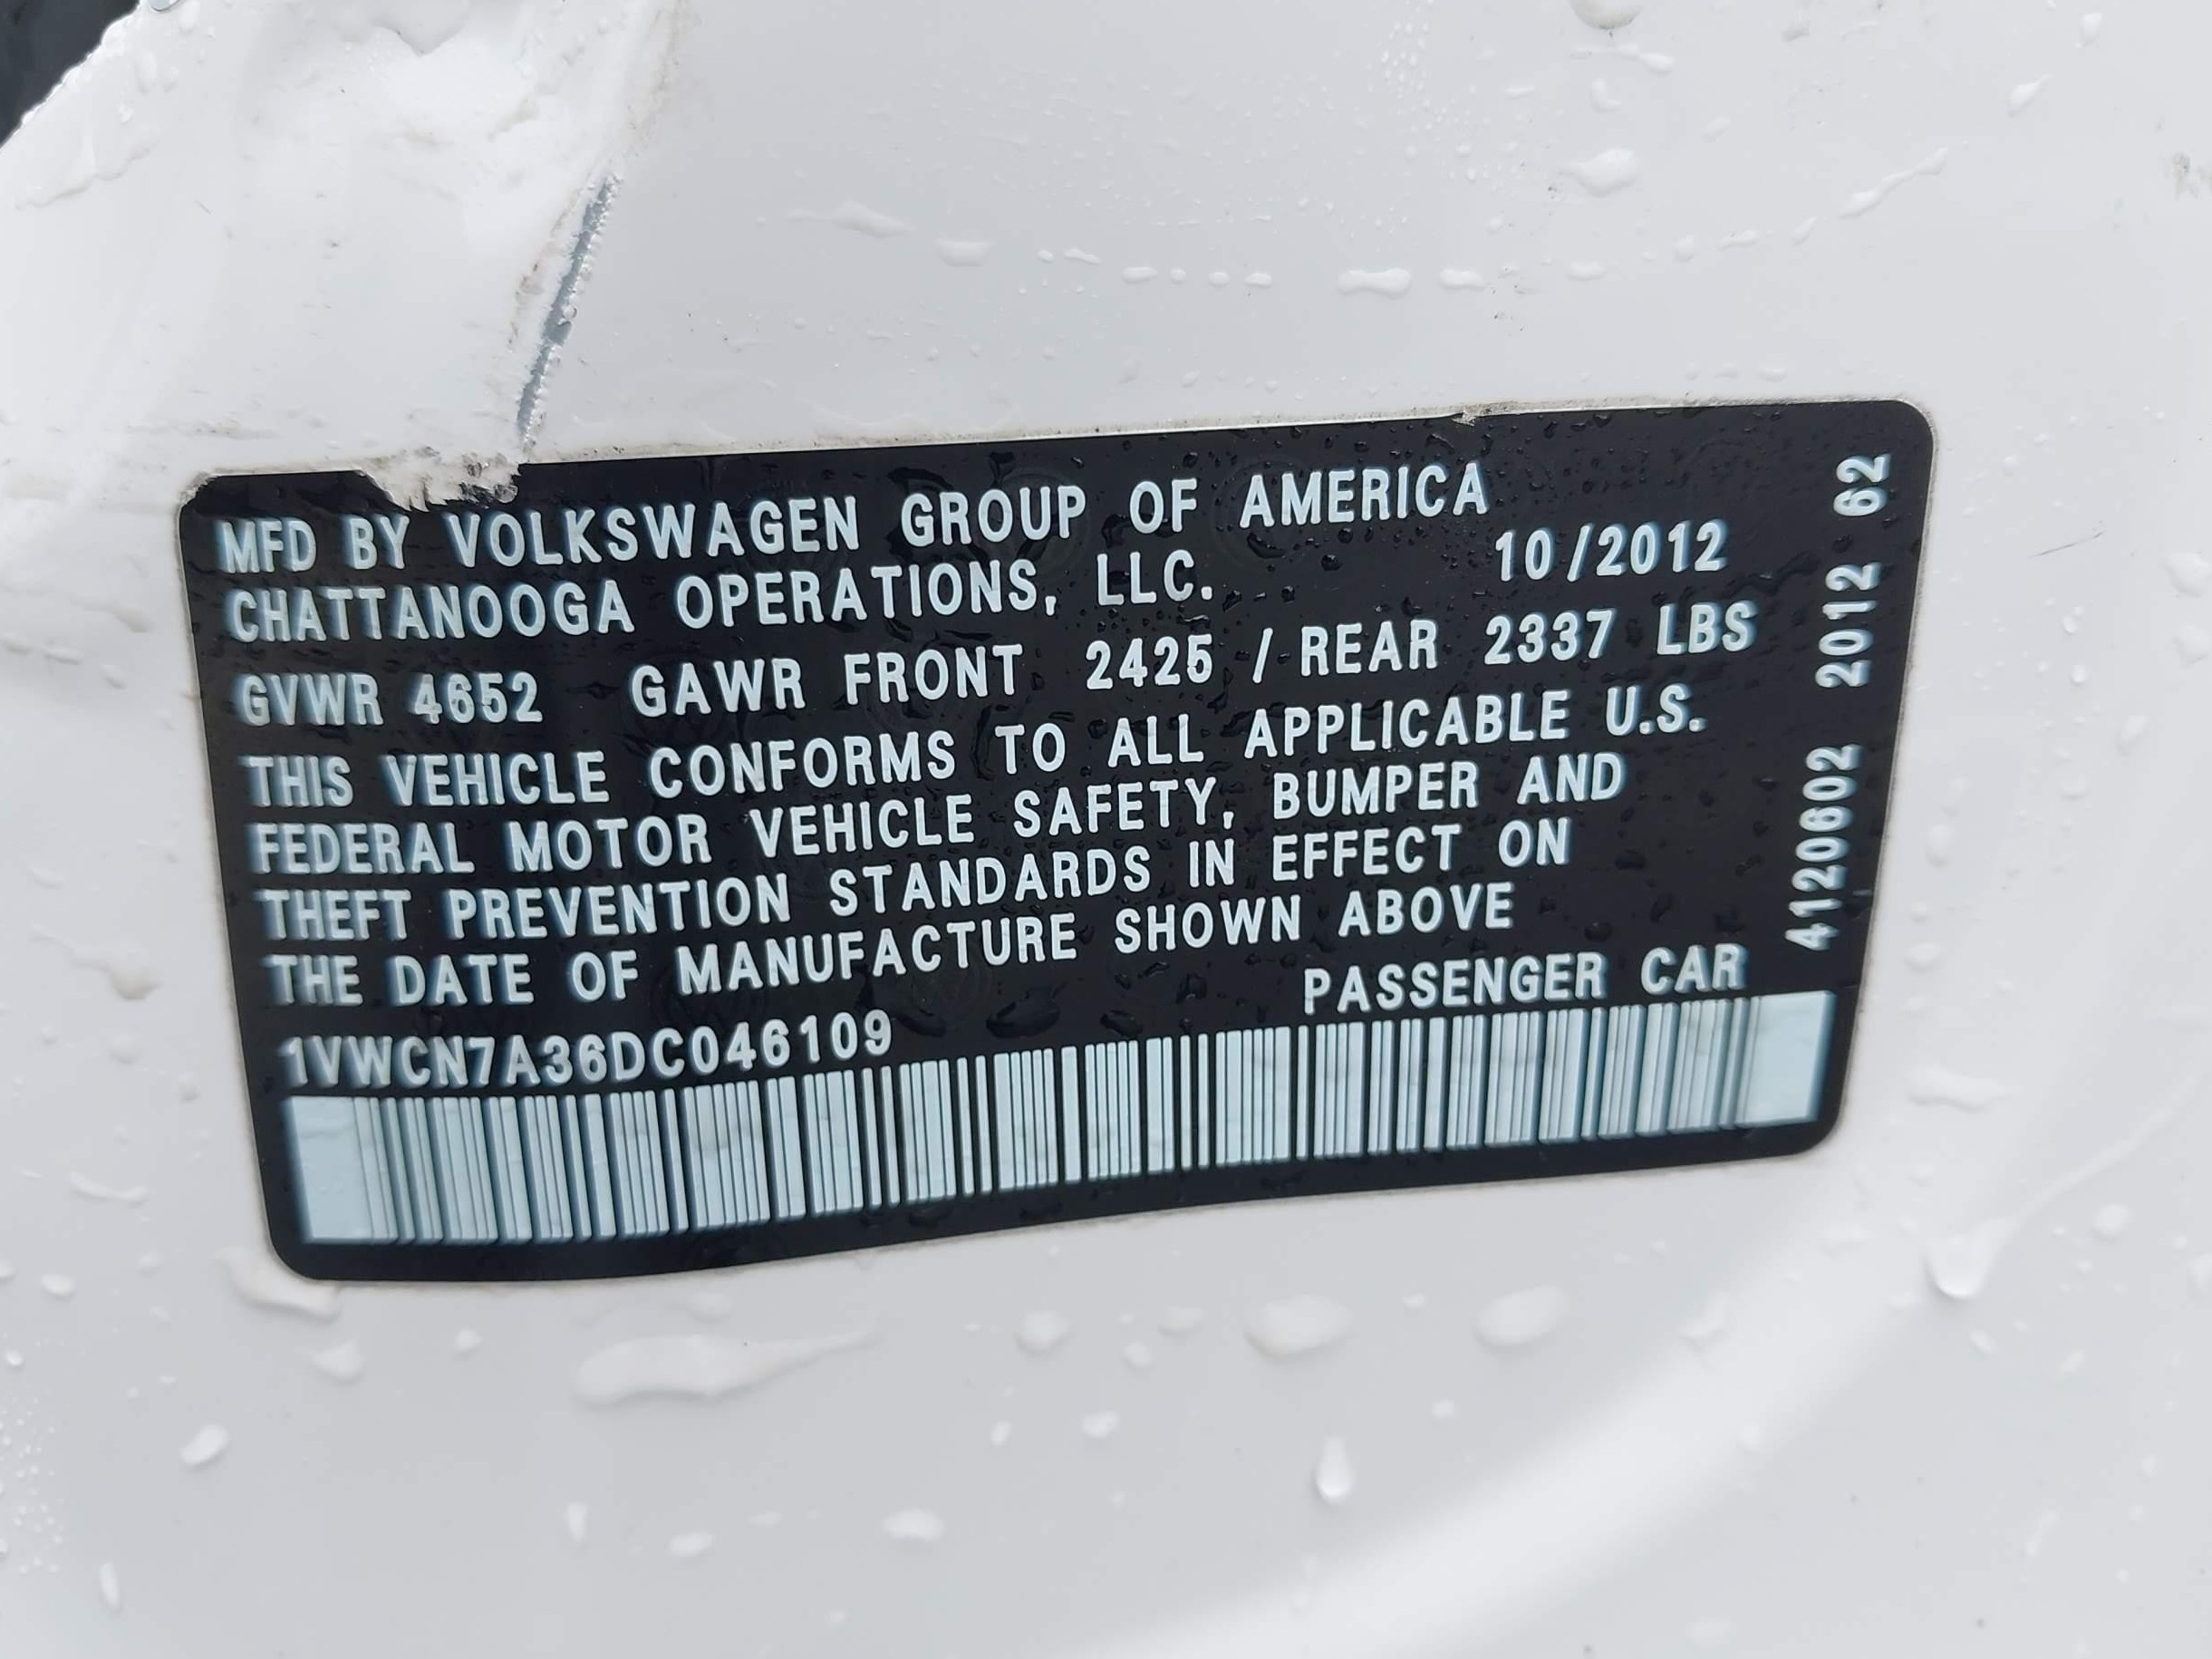 MFD BY VOLKSWAGEN GROUP OF AMERICA
CHATTANOOGA OPERATIONS, LLC. 10/2012
GVWR 4652 GAWR FRONT 2425 / REAR 2337 LBS
THIS VEHICLE CONFORMS TO ALL APPLICABLE U.S.
FEDERAL MOTOR VEHICLE SAFETY, BUMPER AND
THEFT PREVENTION STANDARDS IN EFFECT ON
THE DATE OF MANUFACTURE SHOWN ABOVE
PASSENGER CAR
1VWCN7A36DC046109
4120602 2012 62